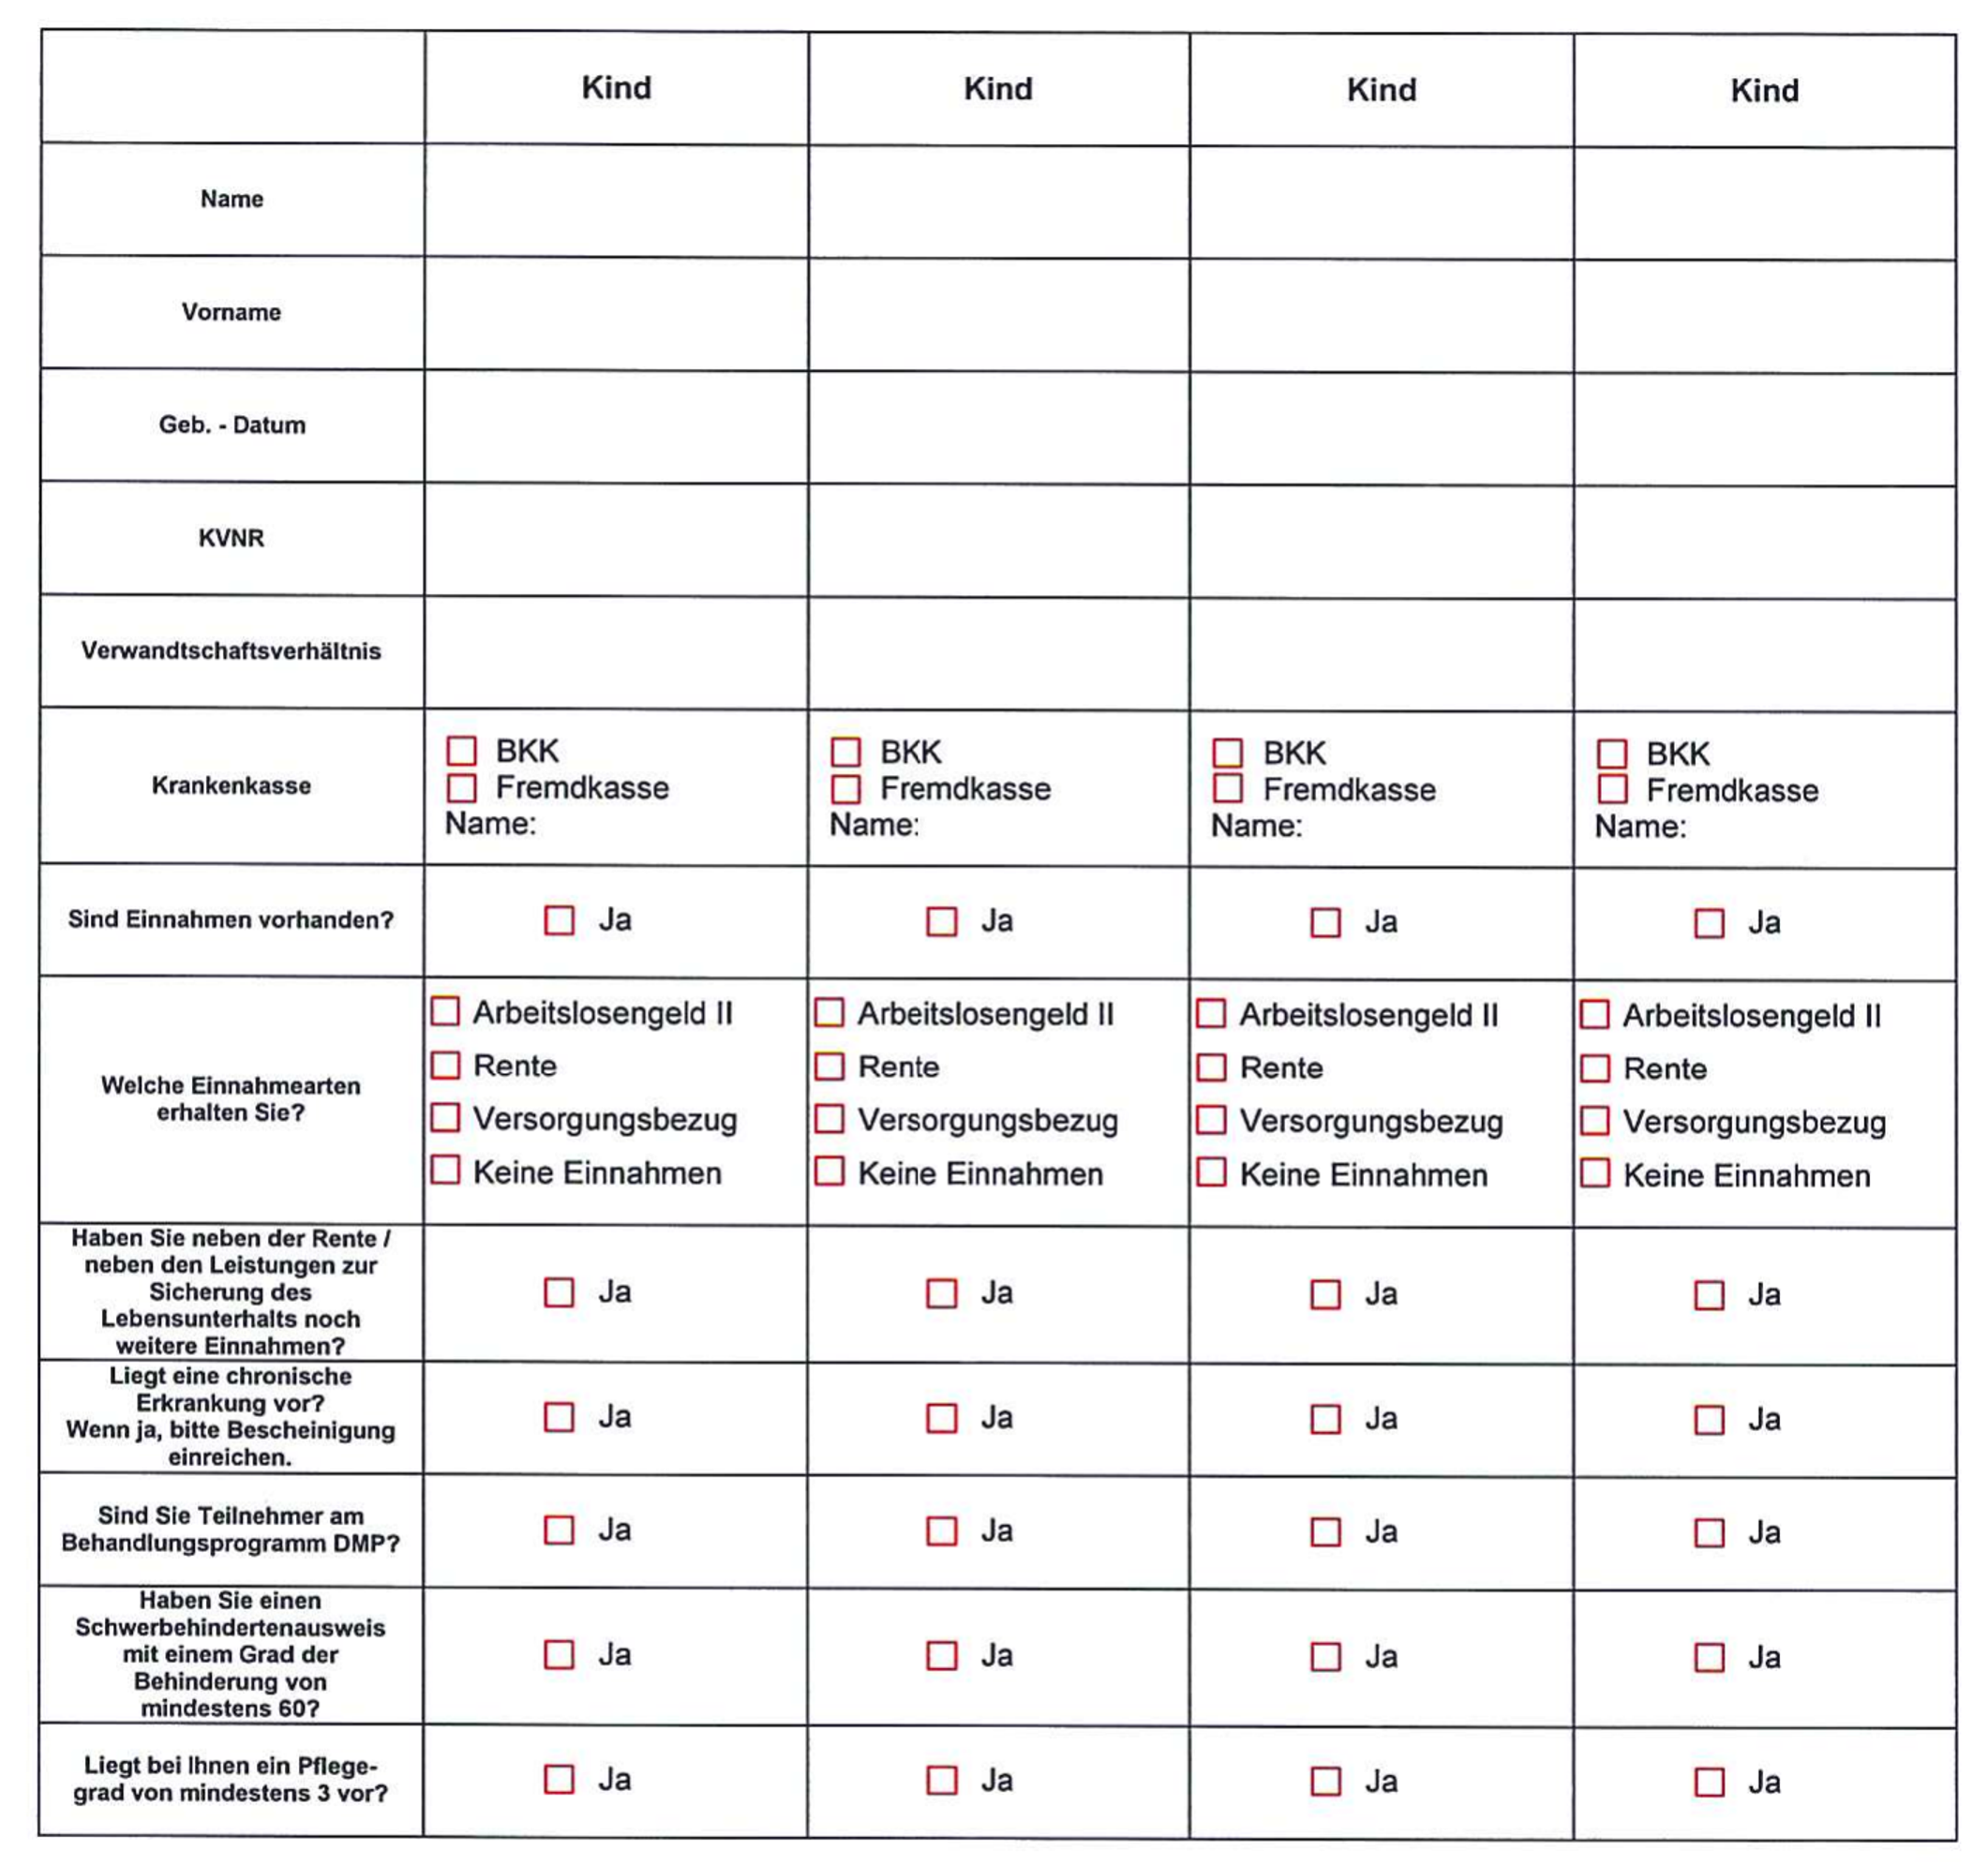 Kind Kind Kind Kind
Name
Vorname
Geb. - Datum
KVNR
Verwandtschaftsverhältnis
Krankenkasse
BKK BKK BKK BKK
Fremdkasse Fremdkasse Fremdkasse Fremdkasse
Name: Name: Name: Name:
Sind Einnahmen vorhanden? Ja Ja Ja Ja
Welche Einnahmearten
erhalten Sie?
Arbeitslosengeld II Arbeitslosengeld II Arbeitslosengeld II Arbeitslosengeld II
Rente Rente Rente Rente
Versorgungsbezug Versorgungsbezug Versorgungsbezug Versorgungsbezug
Keine Einnahmen Keine Einnahmen Keine Einnahmen Keine Einnahmen
Haben Sie neben der Rente /
neben den Leistungen zur
Sicherung des
Lebensunterhalts noch
weitere Einnahmen?
Ja Ja Ja Ja
Liegt eine chronische
Erkrankung vor?
Wenn ja, bitte Bescheinigung
einreichen.
Ja Ja Ja Ja
Sind Sie Teilnehmer am
Behandlungsprogramm DMP?
Ja Ja Ja Ja
Haben Sie einen
Schwerbehindertenausweis
mit einem Grad der
Behinderung von
mindestens 60?
Ja Ja Ja Ja
Liegt bei Ihnen ein Pflege-
grad von mindestens 3 vor?
Ja Ja Ja Ja